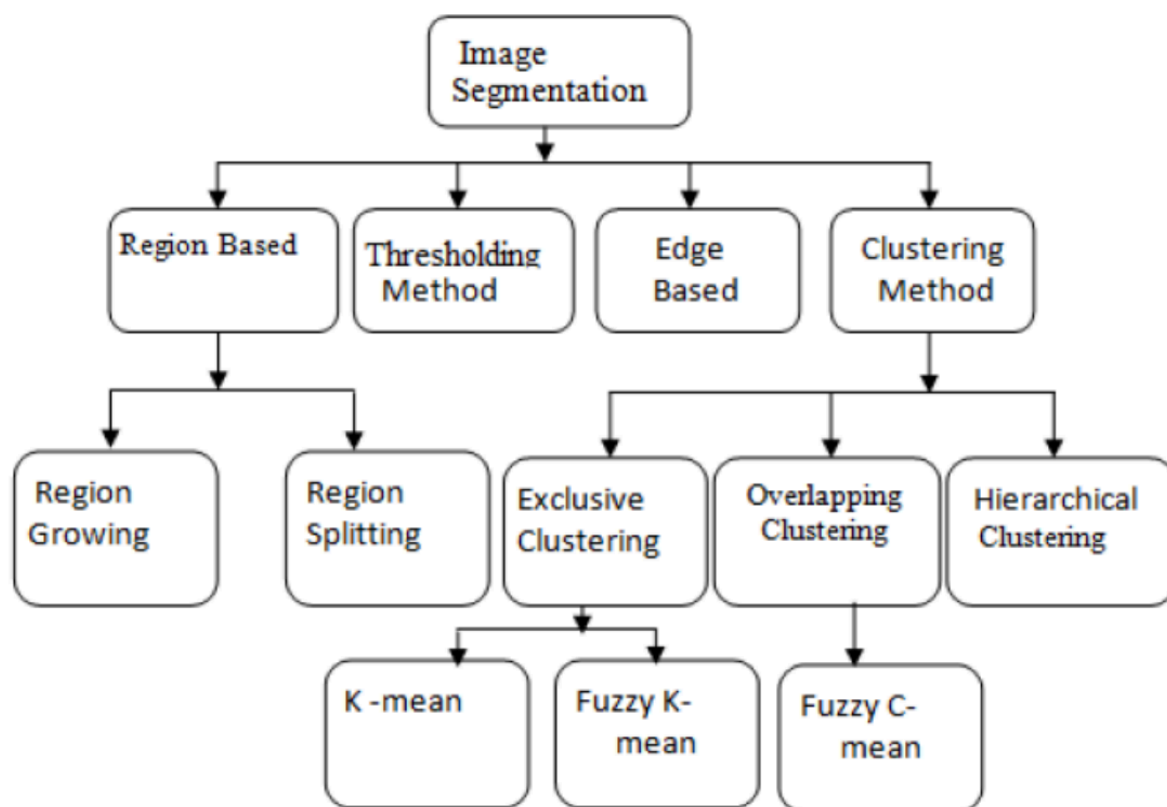 Image
Segmentation
Region Based
Thresholding
Method
Edge
Based
Clustering
Method
Region
Growing
Region
Splitting
Exclusive
Clustering
Overlapping
Clustering
Hierarchical
Clustering
K -mean
Fuzzy K-
mean
Fuzzy C-
mean